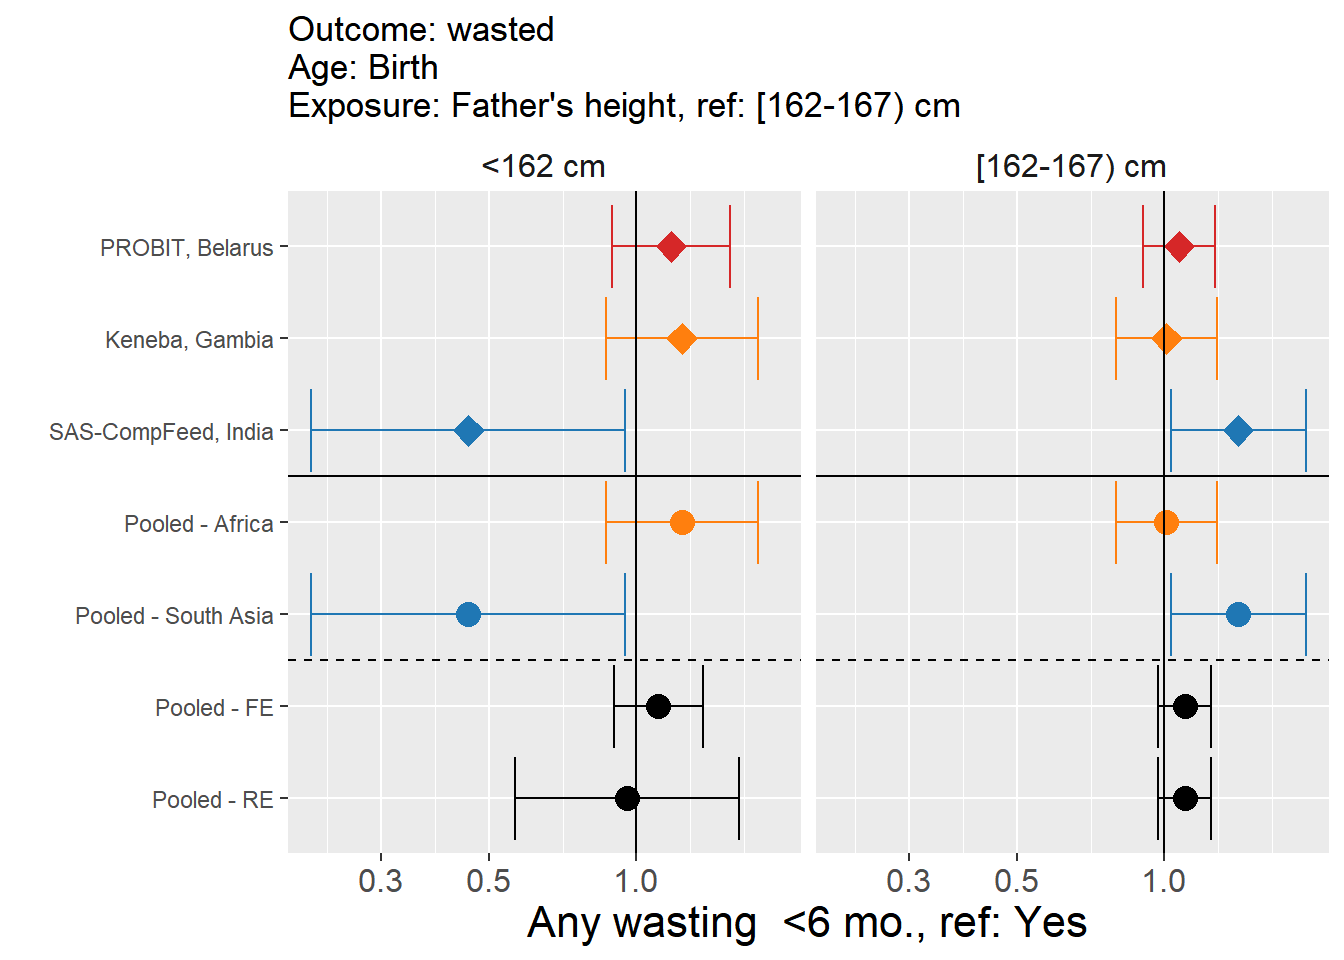 Outcome: wasted
Age: Birth
Exposure: Father's height, ref: [162-167) cm
<162 cm
[162-167) cm
PROBIT, Belarus
Keneba, Gambia
SAS-CompFeed, India
Pooled - Africa
Pooled - South Asia
Pooled - FE
Pooled - RE
0.3 0.5 1.0 0.3 0.5 1.0
Any wasting  <6 mo., ref: Yes